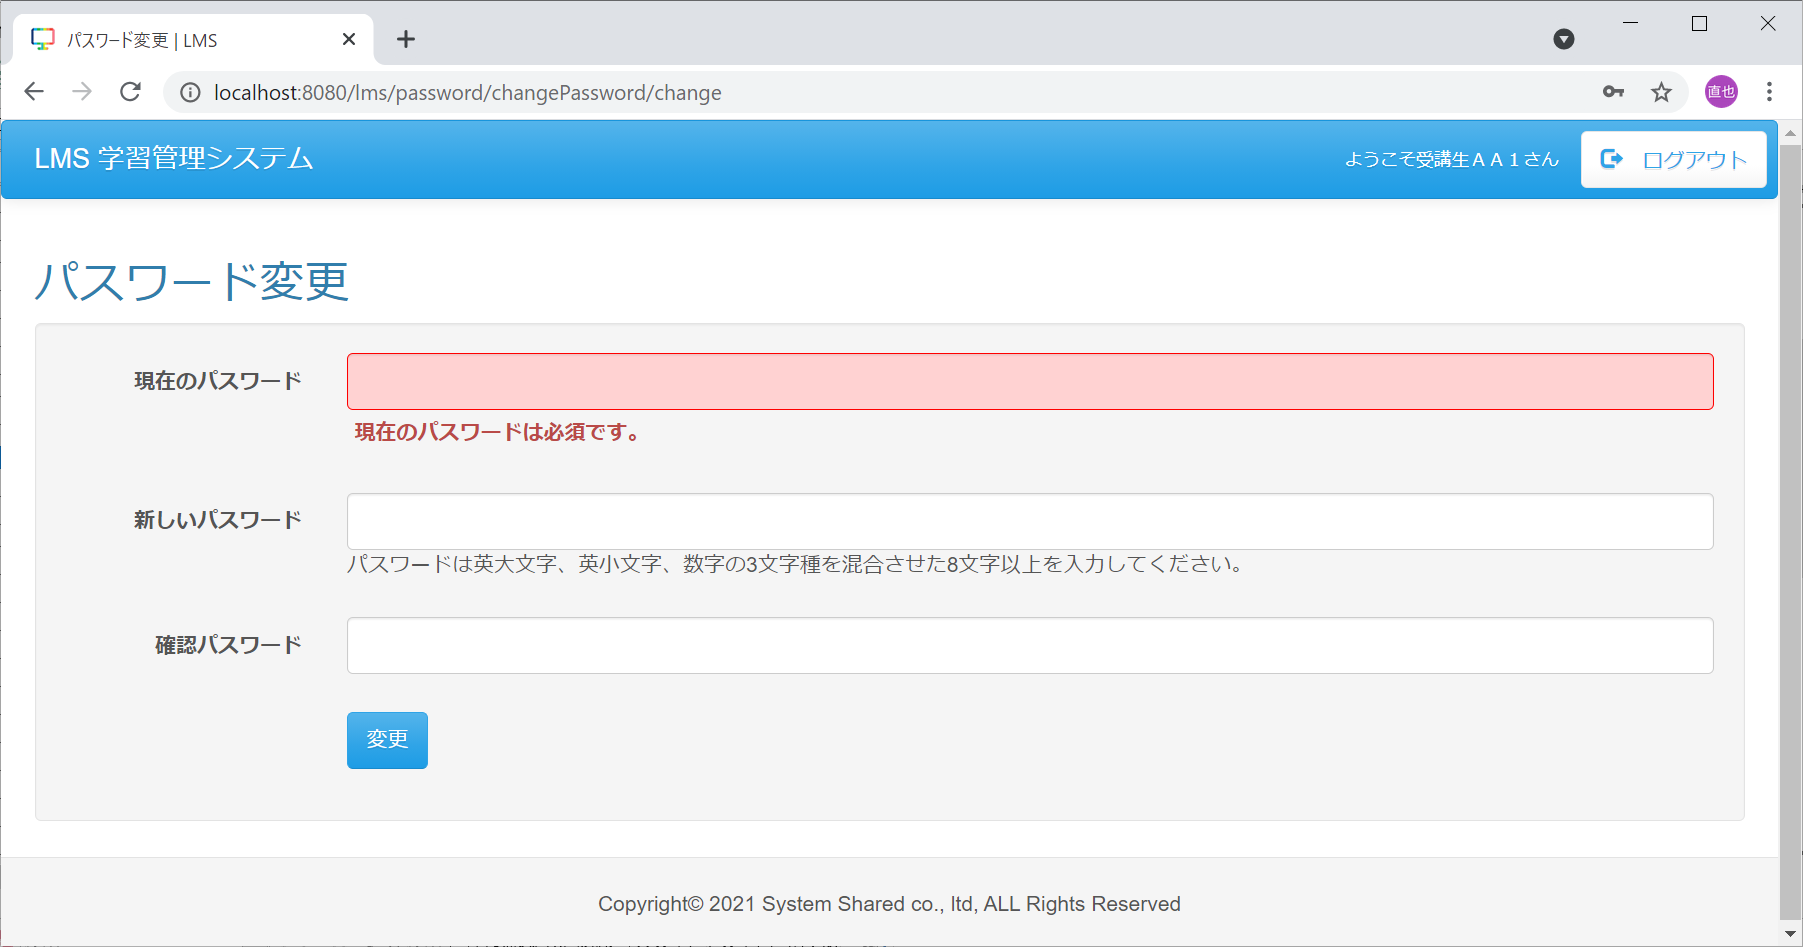 パスワード変更 | LMS
localhost:8080/lms/password/changePassword/change
直也
LMS 学習管理システム
ようこそ受講生ＡＡ１さん
ログアウト
パスワード変更
現在のパスワード
現在のパスワードは必須です。
新しいパスワード
パスワードは英大文字、英小文字、数字の3文字種を混合させた8文字以上を入力してください。
確認パスワード
変更
Copyright© 2021 System Shared co., ltd, ALL Rights Reserved